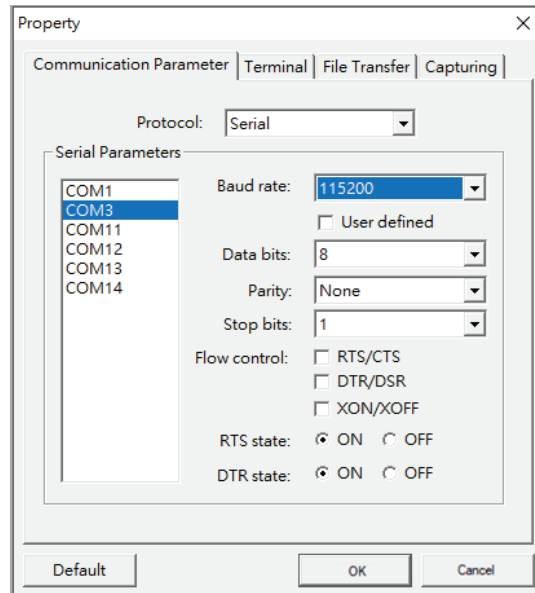 Property
Communication Parameter Terminal File Transfer Capturing
Protocol: Serial
Serial Parameters
COM1
COM3
COM11
COM12
COM13
COM14
Baud rate: 115200
User defined
Data bits: 8
Parity: None
Stop bits: 1
Flow control: RTS/CTS
DTR/DSR
XON/XOFF
RTS state: ON OFF
DTR state: ON OFF
Default OK Cancel